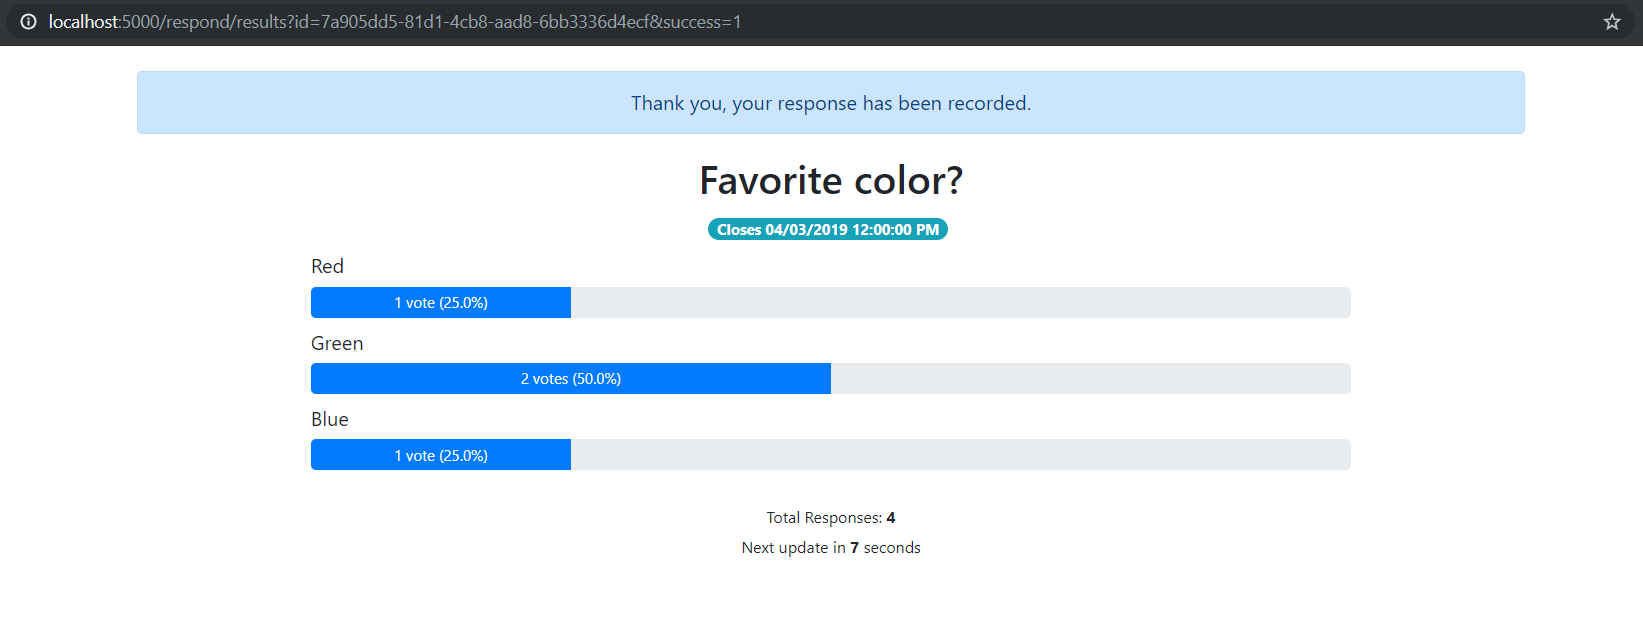 localhost:5000/respond/results?id=7a905dd5-81d1-4cb8-aad8-6bb3336d4ecf&success=1
Thank you, your response has been recorded.
Favorite color?
Closes 04/03/2019 12:00:00 PM
Red
1 vote (25.0%)
Green
2 votes (50.0%)
Blue
1 vote (25.0%)
Total Responses: 4
Next update in 7 seconds